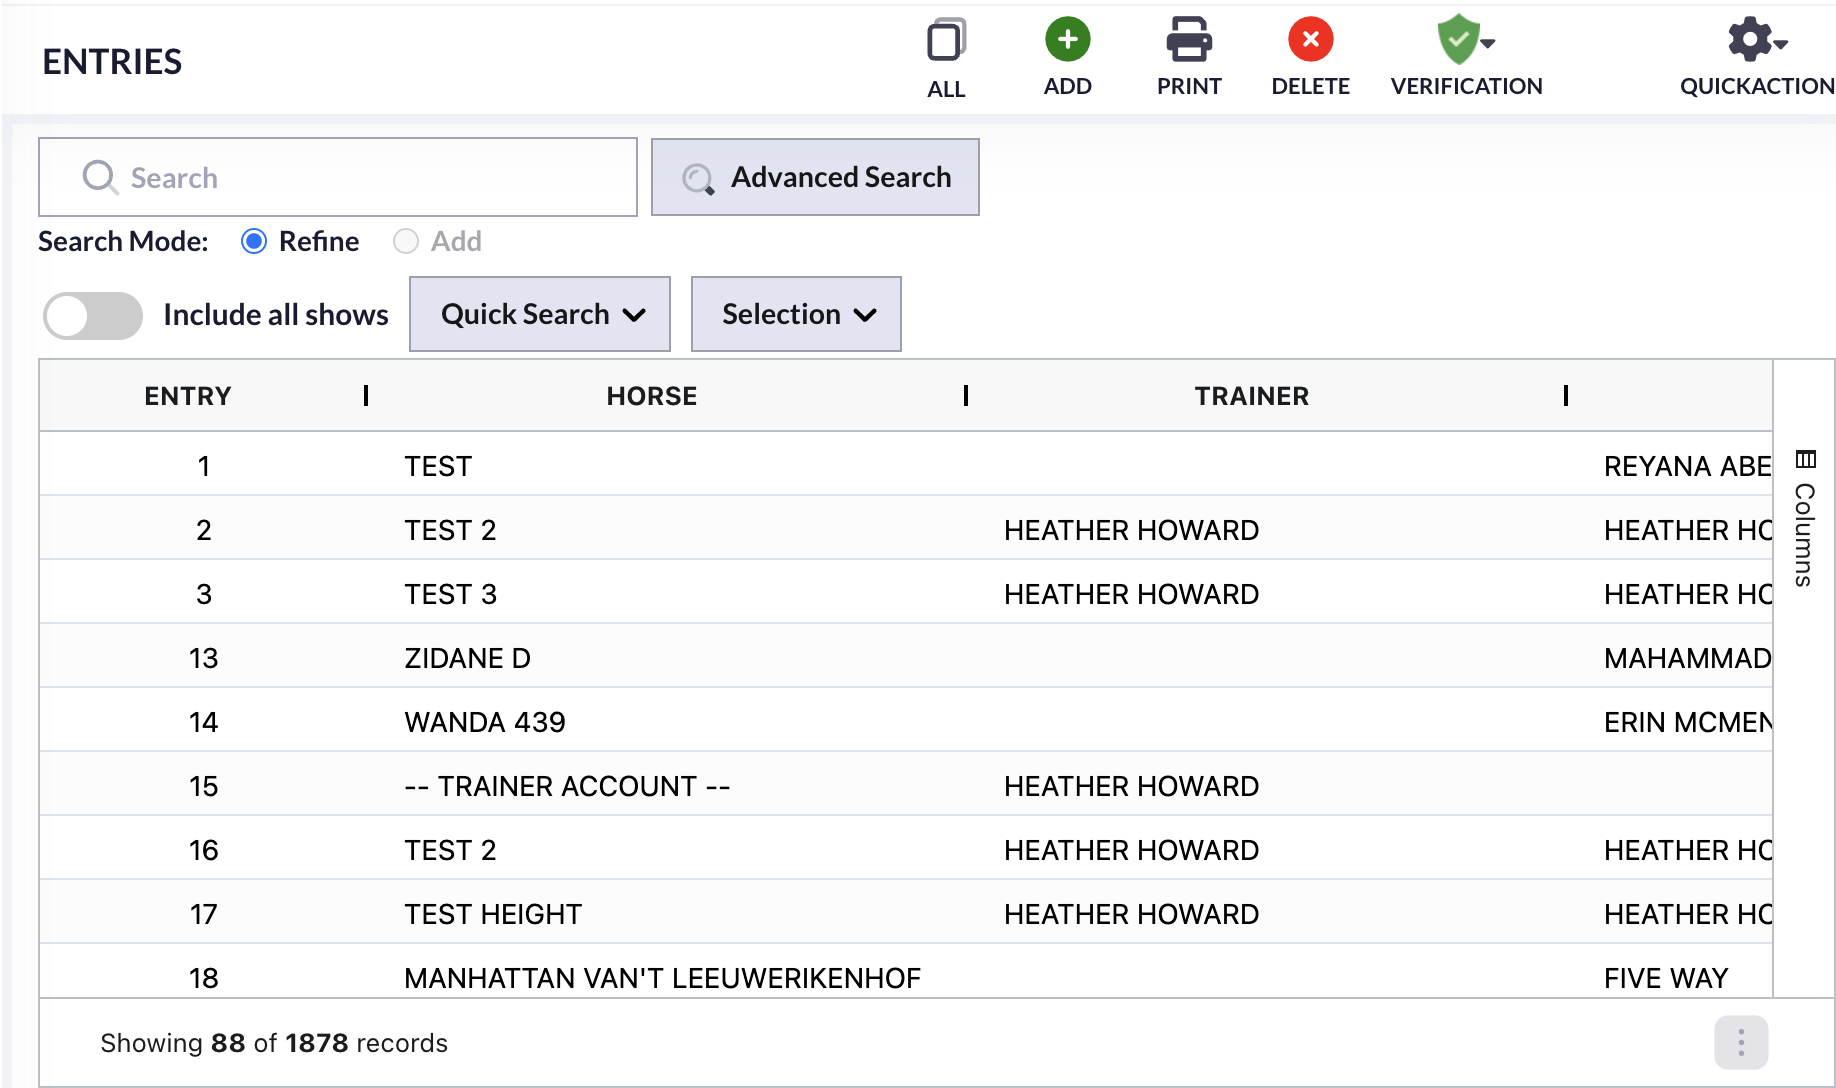 ENTRIES
ALL
ADD
PRINT
DELETE
VERIFICATION
QUICKACTION
Search
Advanced Search
Search Mode: Refine Add
Include all shows
Quick Search
Selection
ENTRY HORSE TRAINER
1 TEST REYANA ABE
2 TEST 2 HEATHER HOWARD HEATHER HO
3 TEST 3 HEATHER HOWARD HEATHER HO
13 ZIDANE D MAHAMMAD
14 WANDA 439 ERIN MCMEN
15 -- TRAINER ACCOUNT -- HEATHER HOWARD
16 TEST 2 HEATHER HOWARD HEATHER HO
17 TEST HEIGHT HEATHER HOWARD HEATHER HO
18 MANHATTAN VAN'T LEEUWERIKENHOF FIVE WAY
Columns
Showing 88 of 1878 records